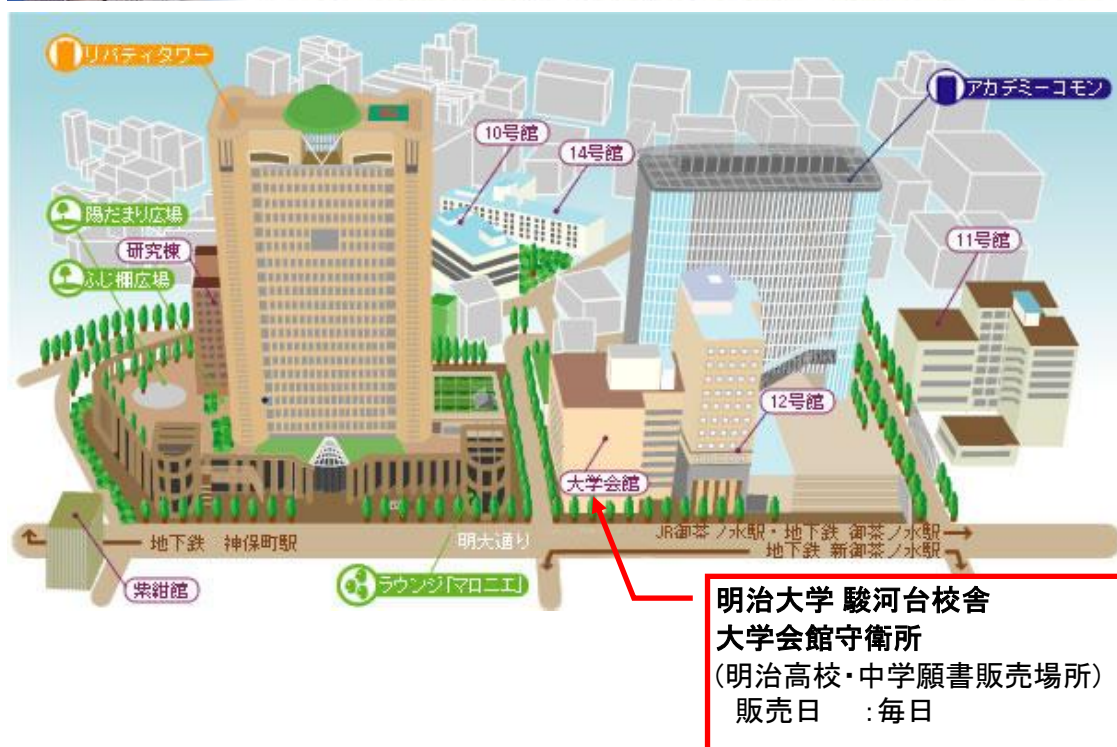 リバティタワー
アカデミーコモン
10号館
14号館
陽だまり広場
研究棟
ふじ棚広場
11号館
12号館
大学会館
地下鉄 神保町駅
明大通り
JR御茶ノ水駅・地下鉄 御茶ノ水駅
地下鉄 新御茶ノ水駅
紫紺館
ラウンジ「マロニエ」
明治大学 駿河台校舎
大学会館守衛所
(明治高校・中学願書販売場所)
販売日 :毎日